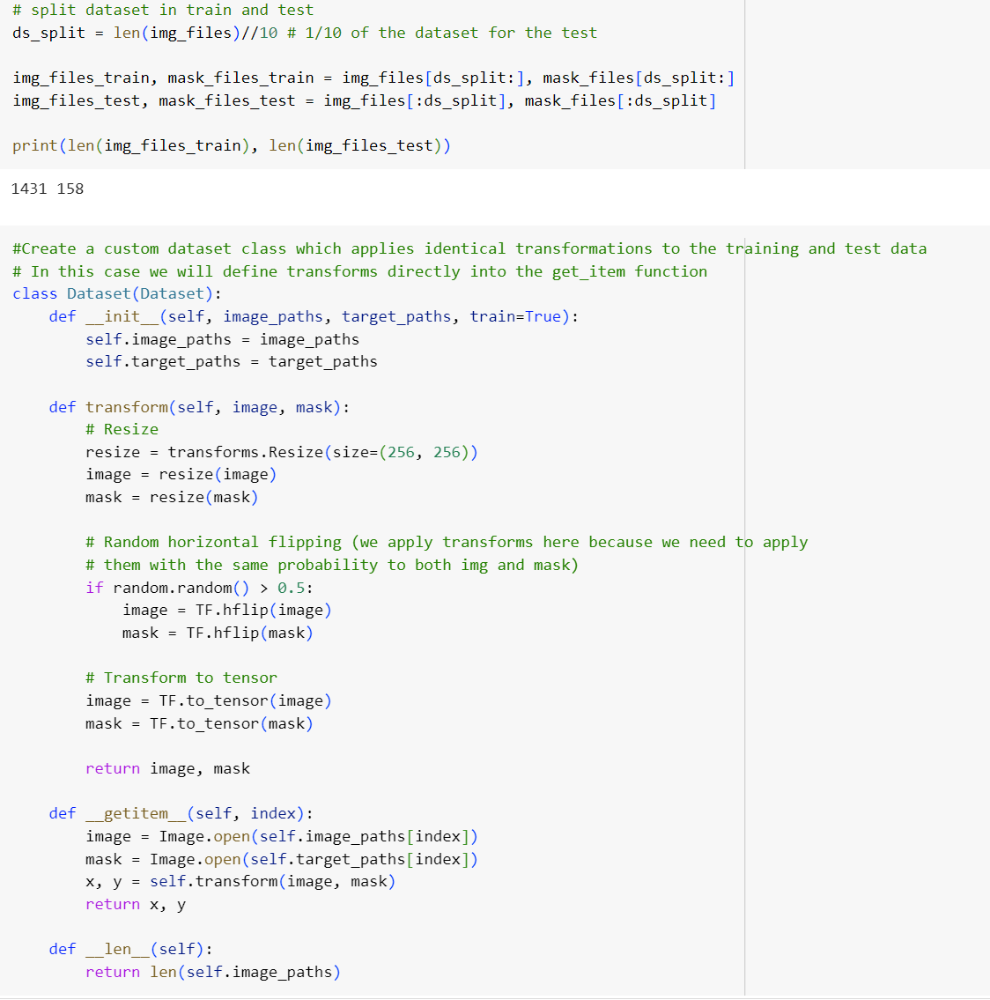 # split dataset in train and test
ds_split = len(img_files)//10 # 1/10 of the dataset for the test
img_files_train, mask_files_train = img_files[ds_split:], mask_files[ds_split:]
img_files_test, mask_files_test = img_files[:ds_split], mask_files[:ds_split]
print(len(img_files_train), len(img_files_test))
1431 158
#Create a custom dataset class which applies identical transformations to the training and test data
# In this case we will define transforms directly into the get_item function
class Dataset(Dataset):
    def __init__(self, image_paths, target_paths, train=True):
        self.image_paths = image_paths
        self.target_paths = target_paths
    def transform(self, image, mask):
        # Resize
        resize = transforms.Resize(size=(256, 256))
        image = resize(image)
        mask = resize(mask)
        # Random horizontal flipping (we apply transforms here because we need to apply
        # them with the same probability to both img and mask)
        if random.random() > 0.5:
            image = TF.hflip(image)
            mask = TF.hflip(mask)
        # Transform to tensor
        image = TF.to_tensor(image)
        mask = TF.to_tensor(mask)
        return image, mask
    def __getitem__(self, index):
        image = Image.open(self.image_paths[index])
        mask = Image.open(self.target_paths[index])
        x, y = self.transform(image, mask)
        return x, y
    def __len__(self):
        return len(self.image_paths)